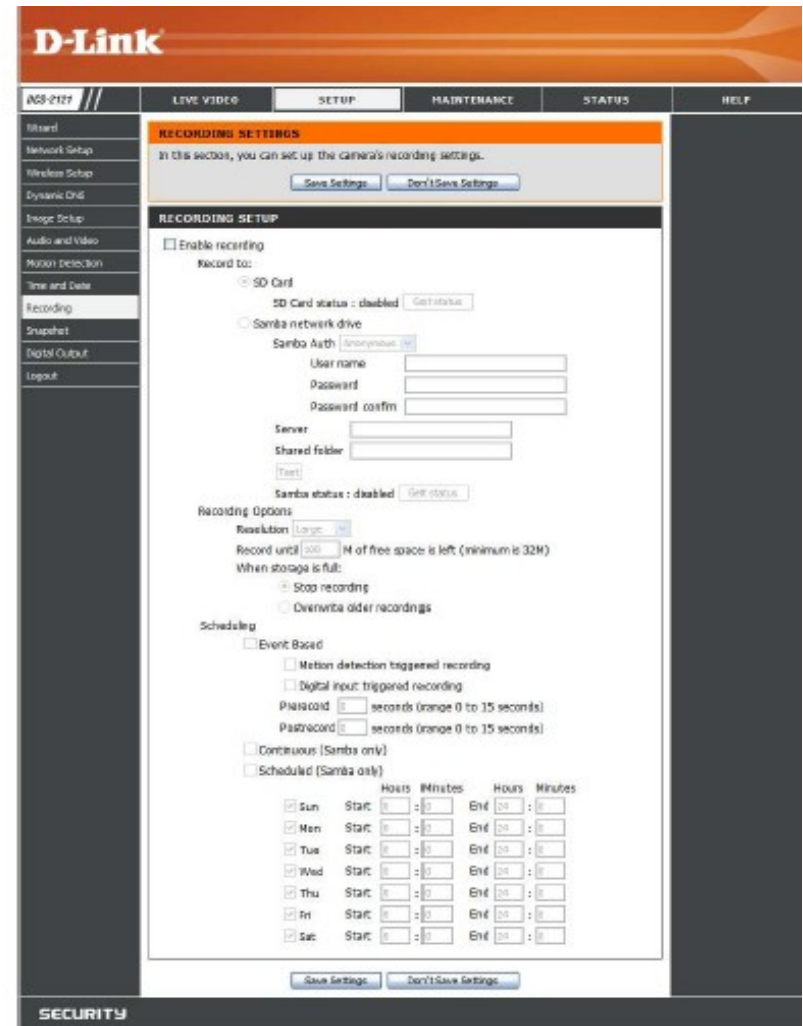 D-Link
DCS-2121
LIVE VIDEO
SETUP
MAINTENANCE
STATUS
HELP
Wizard
Network Setup
Wireless Setup
Dynamic DNS
Image Setup
Audio and Video
Motion Detection
Time and Date
Recording
Snapshot
Digital Output
Logout
RECORDING SETTINGS
In this section, you can set up the camera's recording settings.
Save Settings Don't Save Settings
RECORDING SETUP
Enable recording
Record to:
SD Card
SD Card status : disabled Get status
Samba network drive
Samba Auth Anonymous
User name
Password
Password confirm
Server
Shared folder
Test
Samba status : disabled Get status
Recording Options
Resolution Large
Record until M of free space is left (minimum is 32M)
When storage is full:
Stop recording
Overwrite older recordings
Scheduling
Event Based
Motion detection triggered recording
Digital input triggered recording
Prerecord seconds (range 0 to 15 seconds)
Postrecord seconds (range 0 to 15 seconds)
Continuous (Samba only)
Scheduled (Samba only)
Hours Minutes Hours Minutes
Sun Start : End 24 :
Mon Start : End 24 :
Tue Start : End 24 :
Wed Start : End 24 :
Thu Start : End 24 :
Fri Start : End 24 :
Sat Start : End 24 :
Save Settings Don't Save Settings
SECURITY